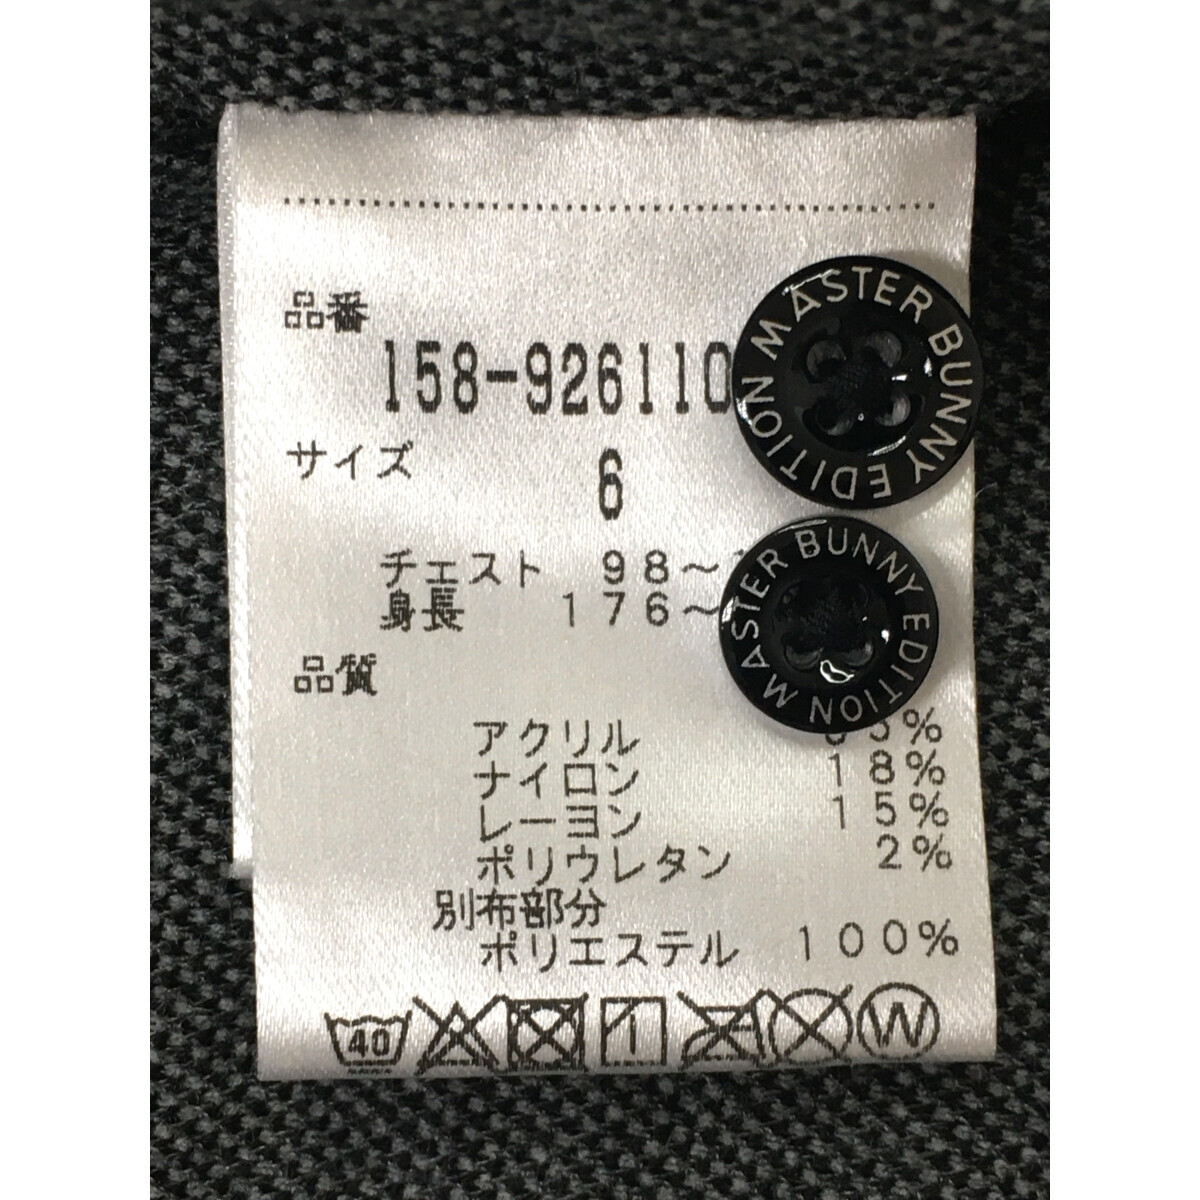 品番
158-926110
サイズ
6
チェスト 98～
身長 176～
品質
アクリル 5%
ナイロン 18%
レーヨン 15%
ポリウレタン 2%
別布部分
ポリエステル 100%
40
W
MASTER BUNNY EDITION
MASTER BUNNY EDITION